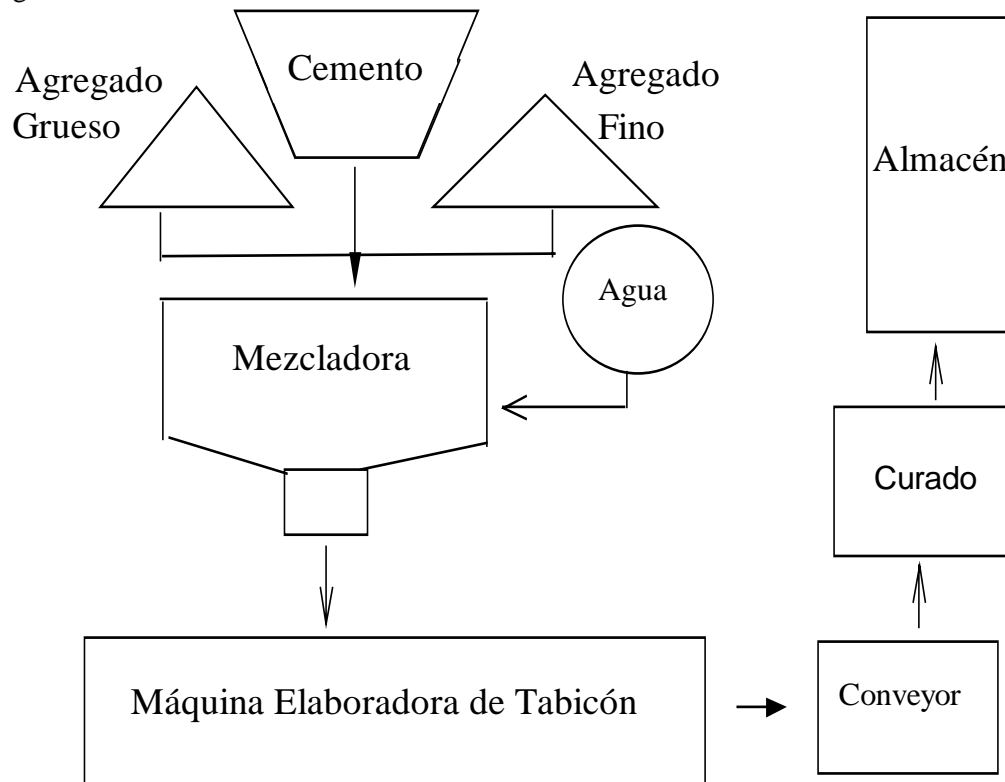 Cemento
Agregado
Grueso
Agregado
Fino
Almacén
Agua
Mezcladora
Curado
Máquina Elaboradora de Tabicón
Conveyor